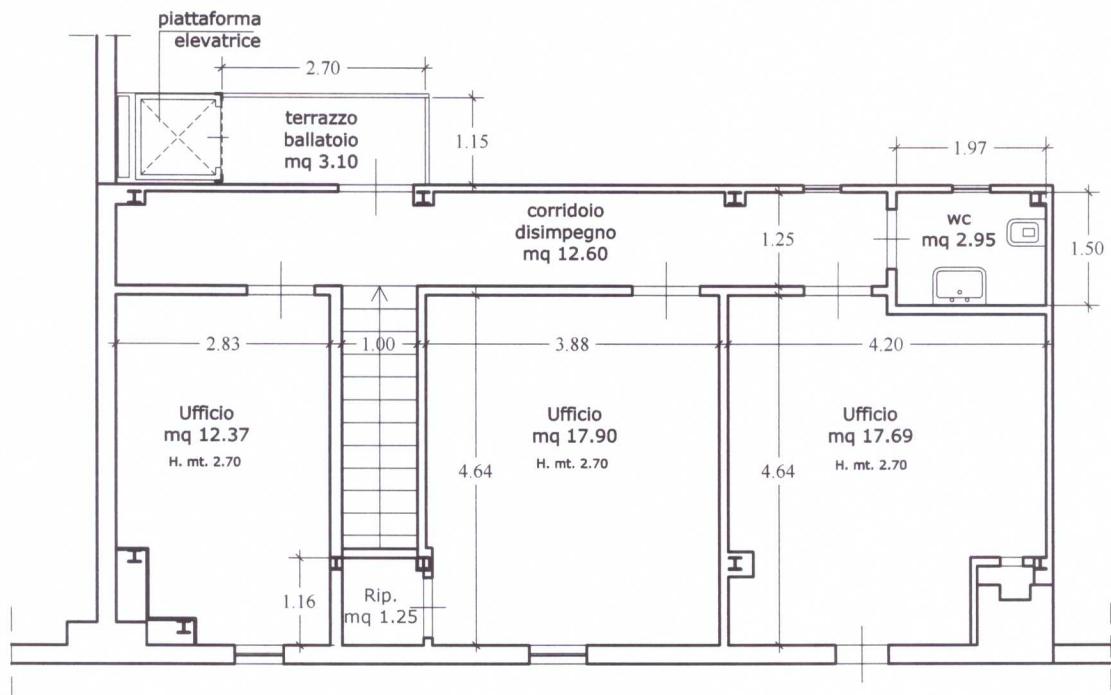 piattaforma
elevatrice
2.70
terrazzo
ballatoio
mq 3.10
1.15
1.97
corridoio
disimpegno
mq 12.60
1.25
wc
mq 2.95
1.50
2.83
1.00
3.88
4.20
Ufficio
mq 12.37
H. mt. 2.70
Ufficio
mq 17.90
H. mt. 2.70
Ufficio
mq 17.69
H. mt. 2.70
4.64
4.64
1.16
Rip.
mq 1.25